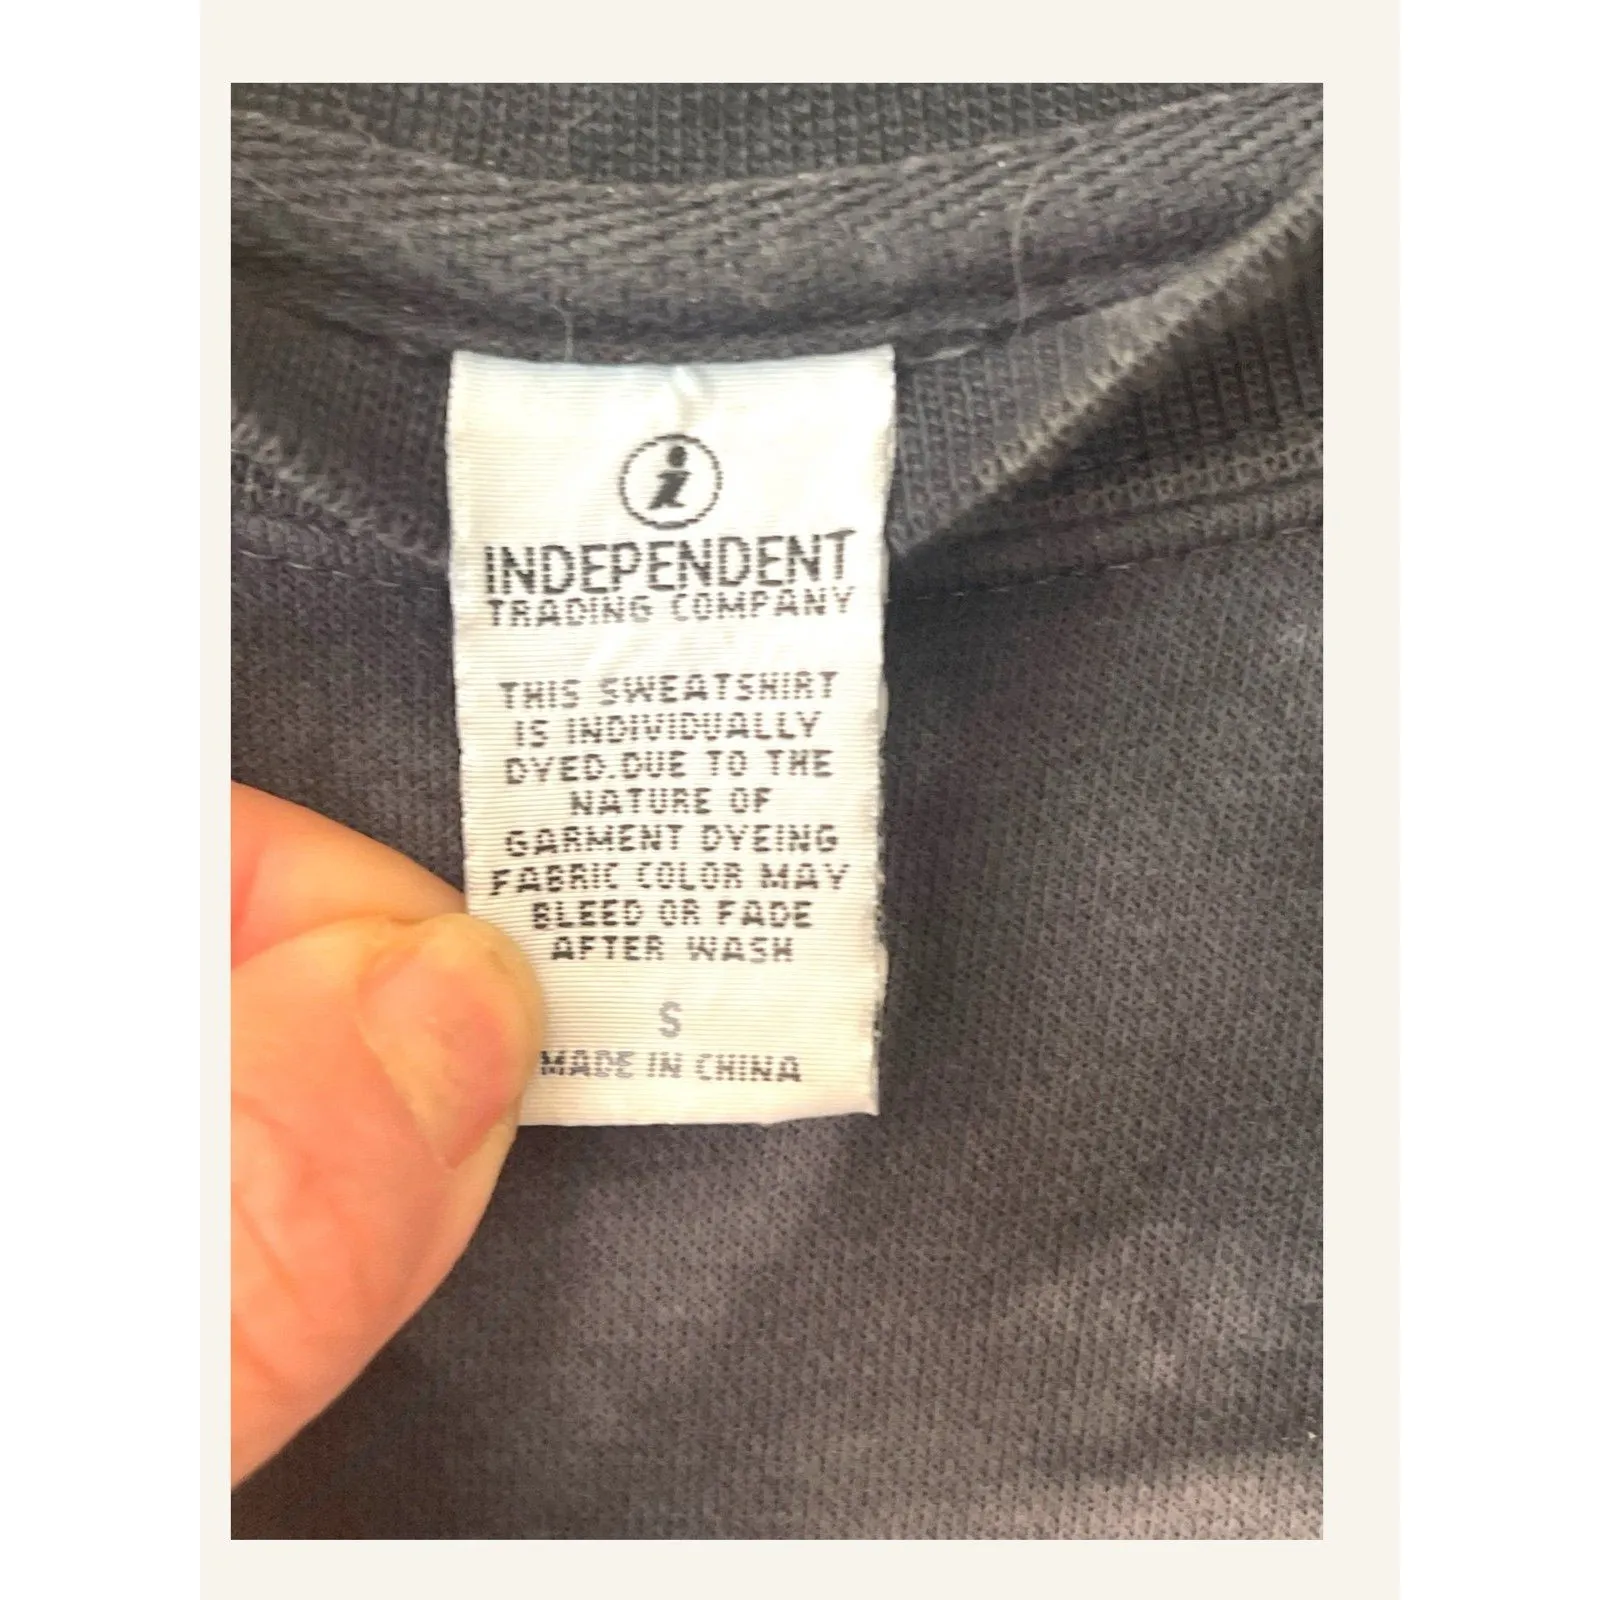 i
INDEPENDENT
TRADING COMPANY
THIS SWEATSHIRT
IS INDIVIDUALLY
DYED.DUE TO THE
NATURE OF
GARMENT DYEING
FABRIC COLOR MAY
BLEED OR FADE
AFTER WASH
S
MADE IN CHINA